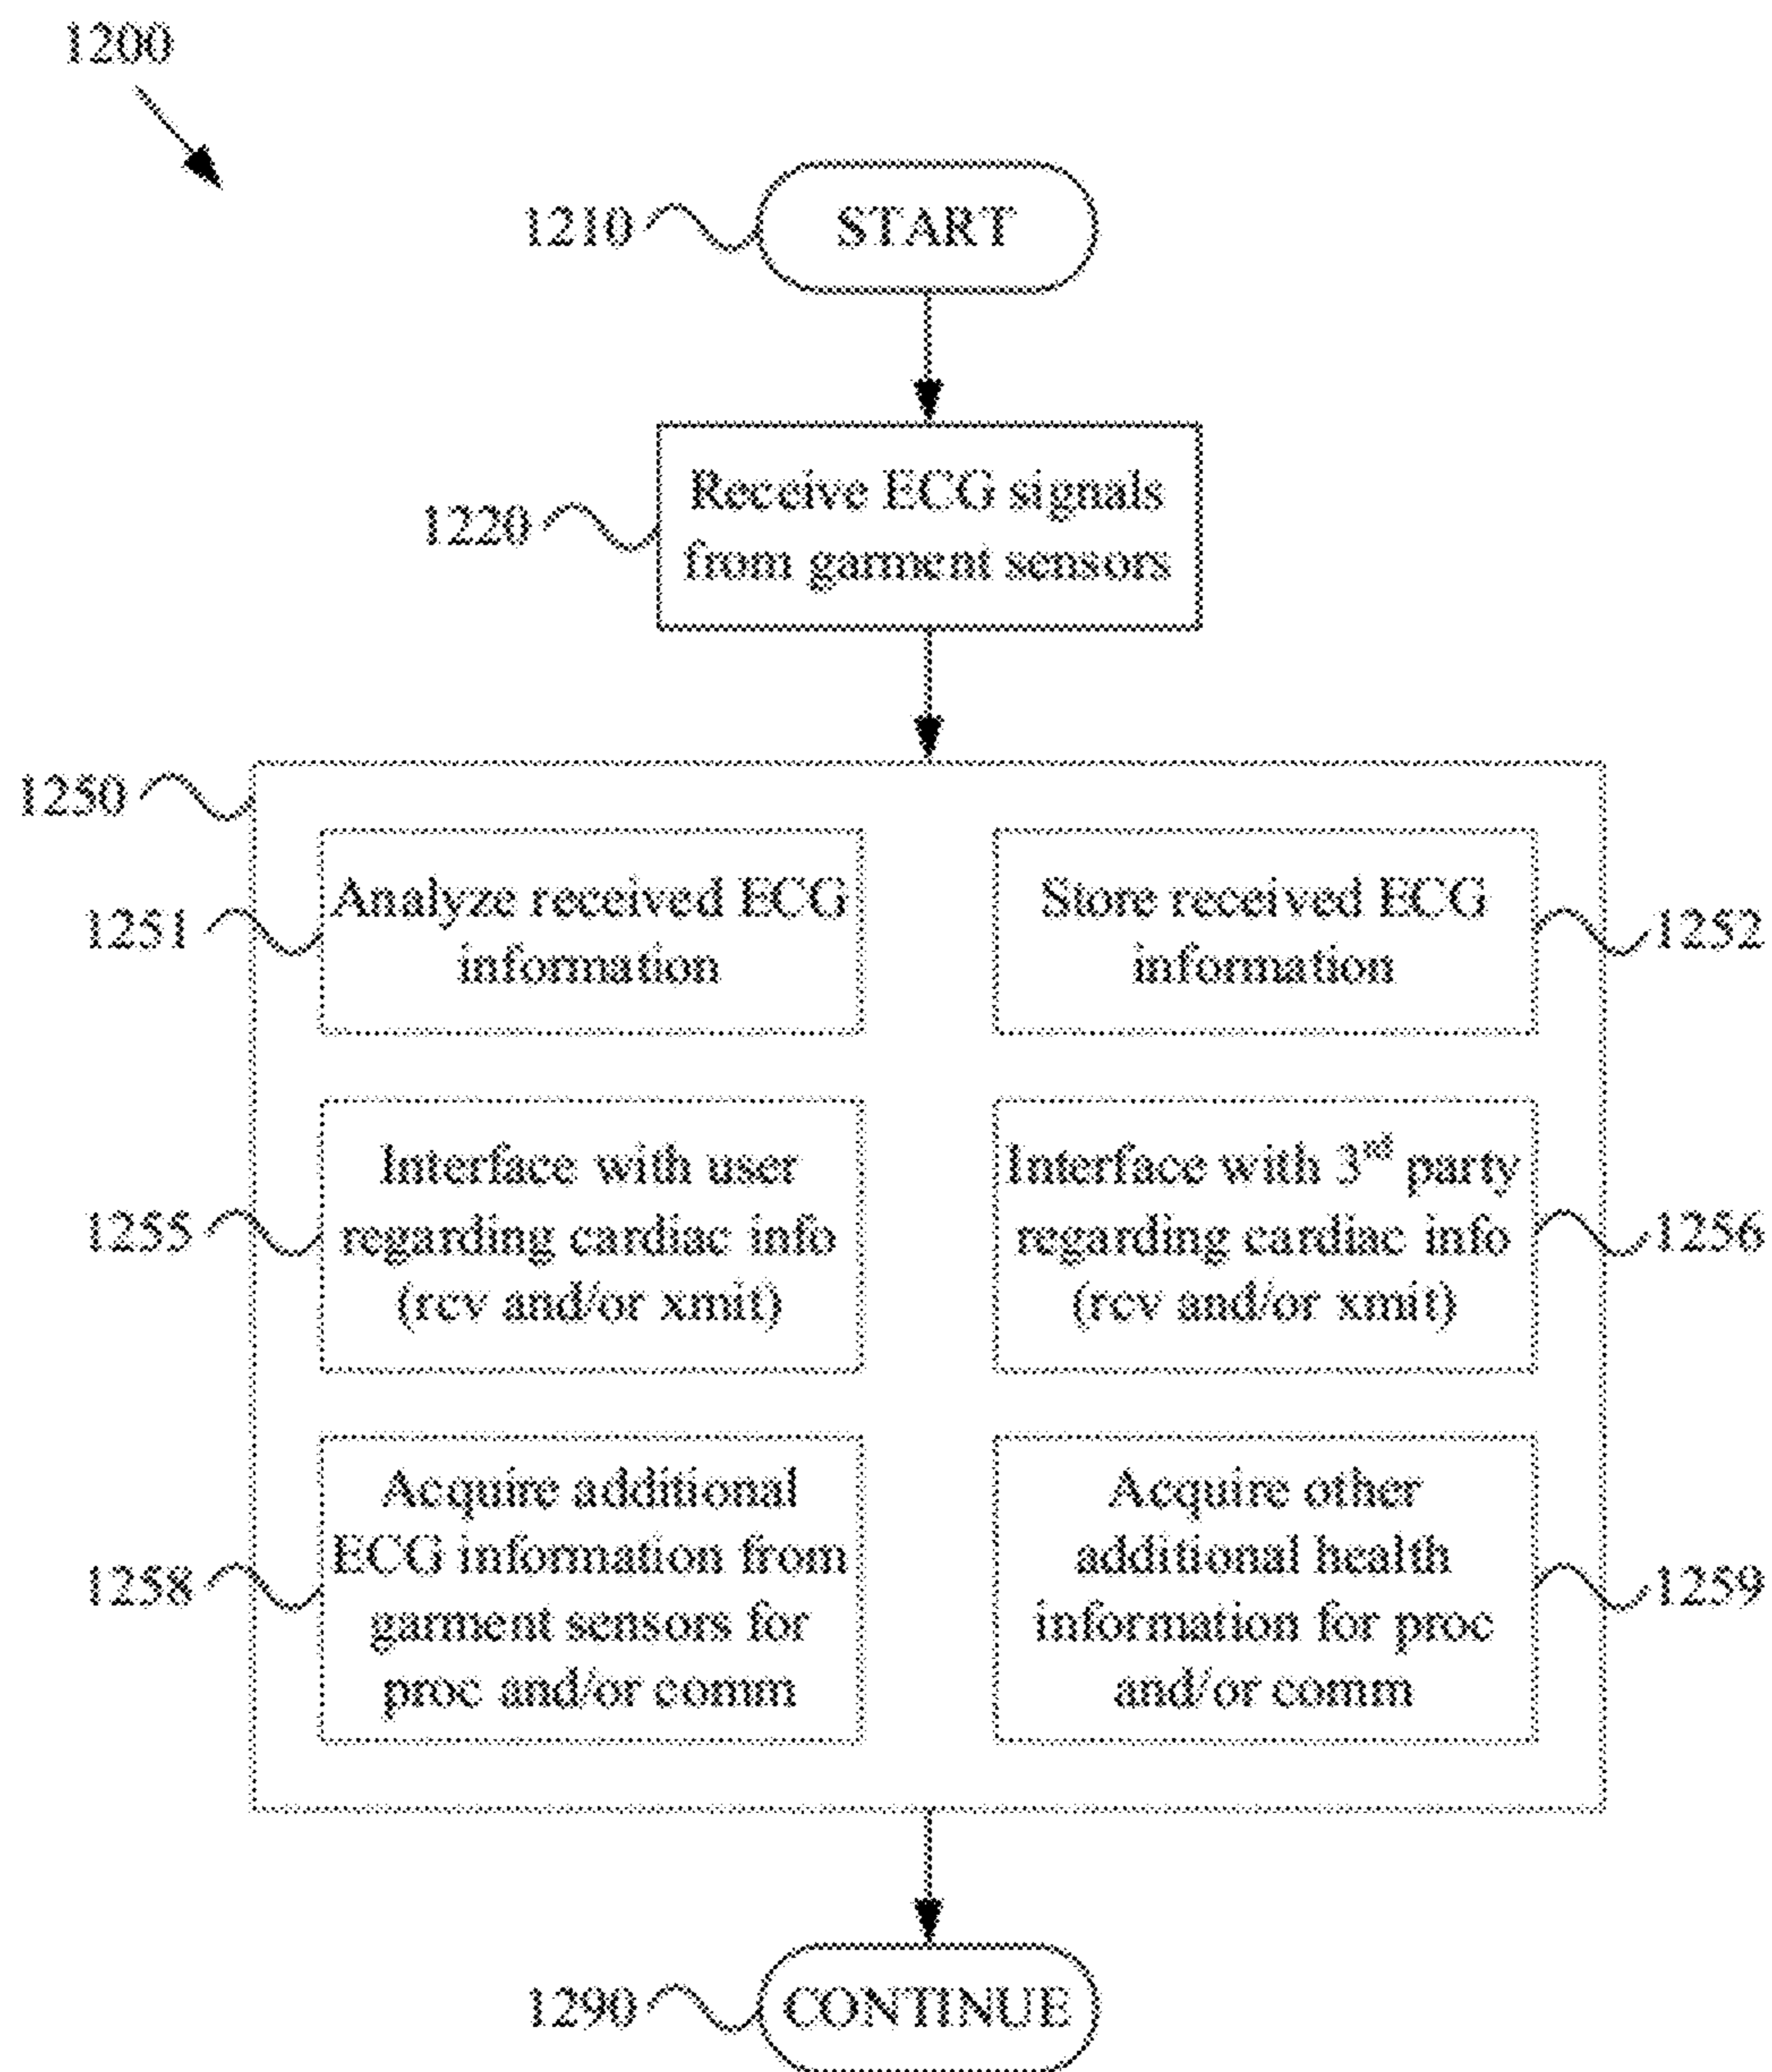 1200
1210
START
1220
Receive ECG signals
from garment sensors
1250
1251
Analyze received ECG
information
Store received ECG
information
1252
1255
Interface with user
regarding cardiac info
(rcv and/or xmit)
Interface with 3rd party
regarding cardiac info
(rcv and/or xmit)
1256
1258
Acquire additional
ECG information from
garment sensors for
proc and/or comm
Acquire other
additional health
information for proc
and/or comm
1259
1290
CONTINUE